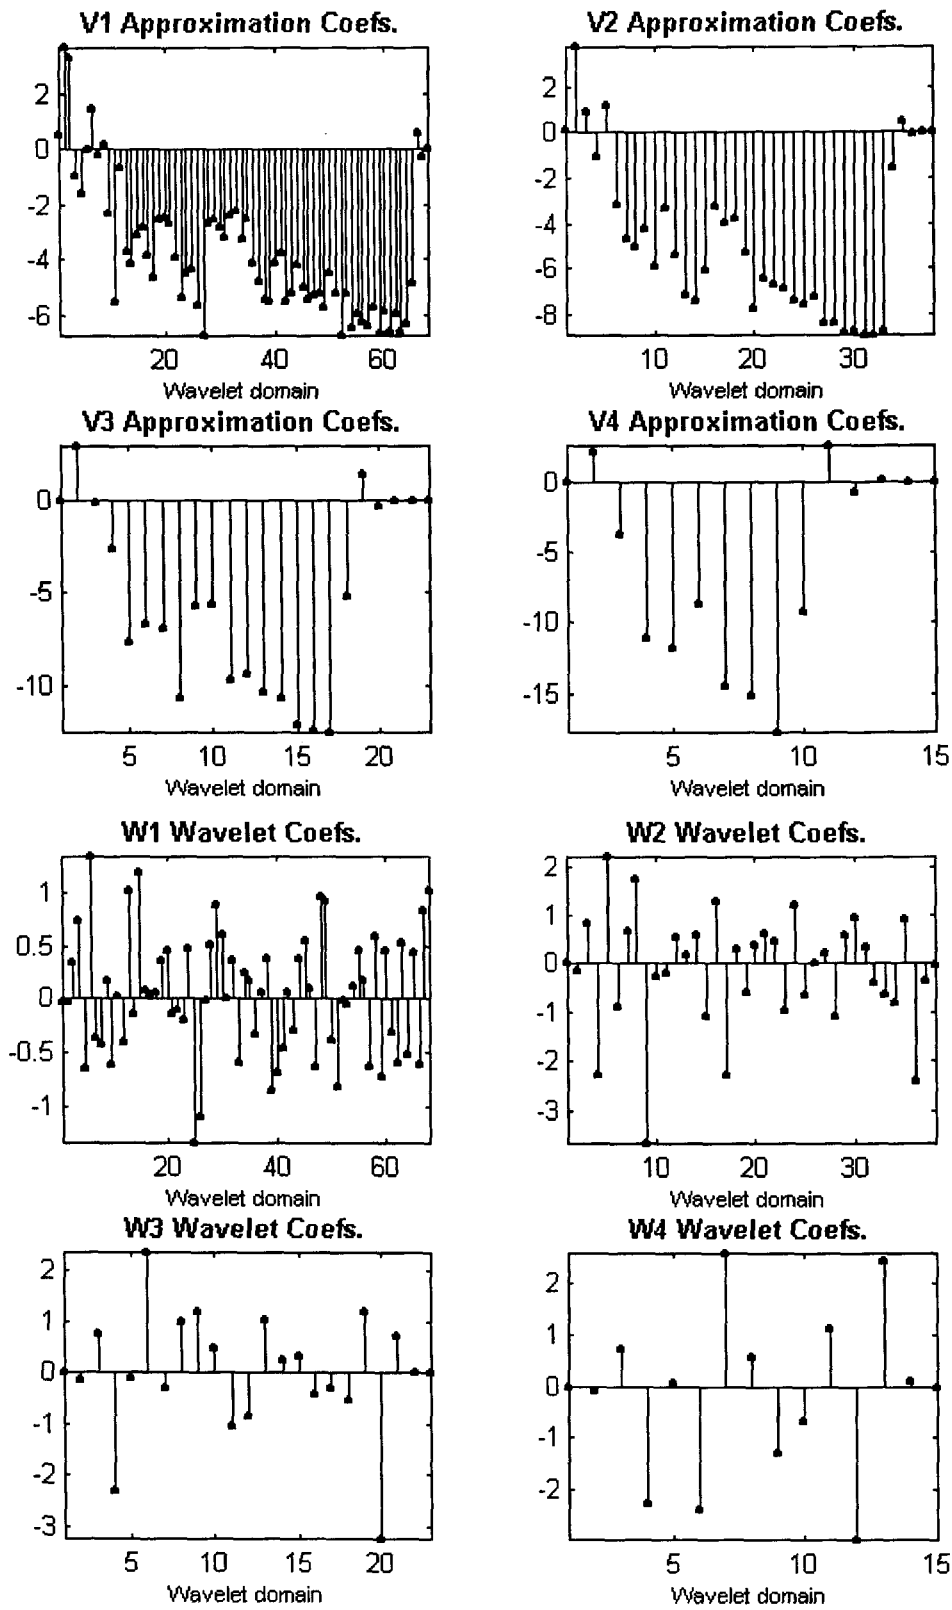 V1 Approximation Coefs.
2
0
-2
-4
-6
20 40 60
Wavelet domain
V2 Approximation Coefs.
2
0
-2
-4
-6
-8
10 20 30
Wavelet domain
V3 Approximation Coefs.
0
-5
-10
5 10 15 20
Wavelet domain
V4 Approximation Coefs.
0
-5
-10
-15
5 10 15
Wavelet domain
W1 Wavelet Coefs.
1
0.5
0
-0.5
-1
20 40 60
Wavelet domain
W2 Wavelet Coefs.
2
1
0
-1
-2
-3
10 20 30
Wavelet domain
W3 Wavelet Coefs.
2
1
0
-1
-2
-3
5 10 15 20
Wavelet domain
W4 Wavelet Coefs.
2
1
0
-1
-2
5 10 15
Wavelet domain